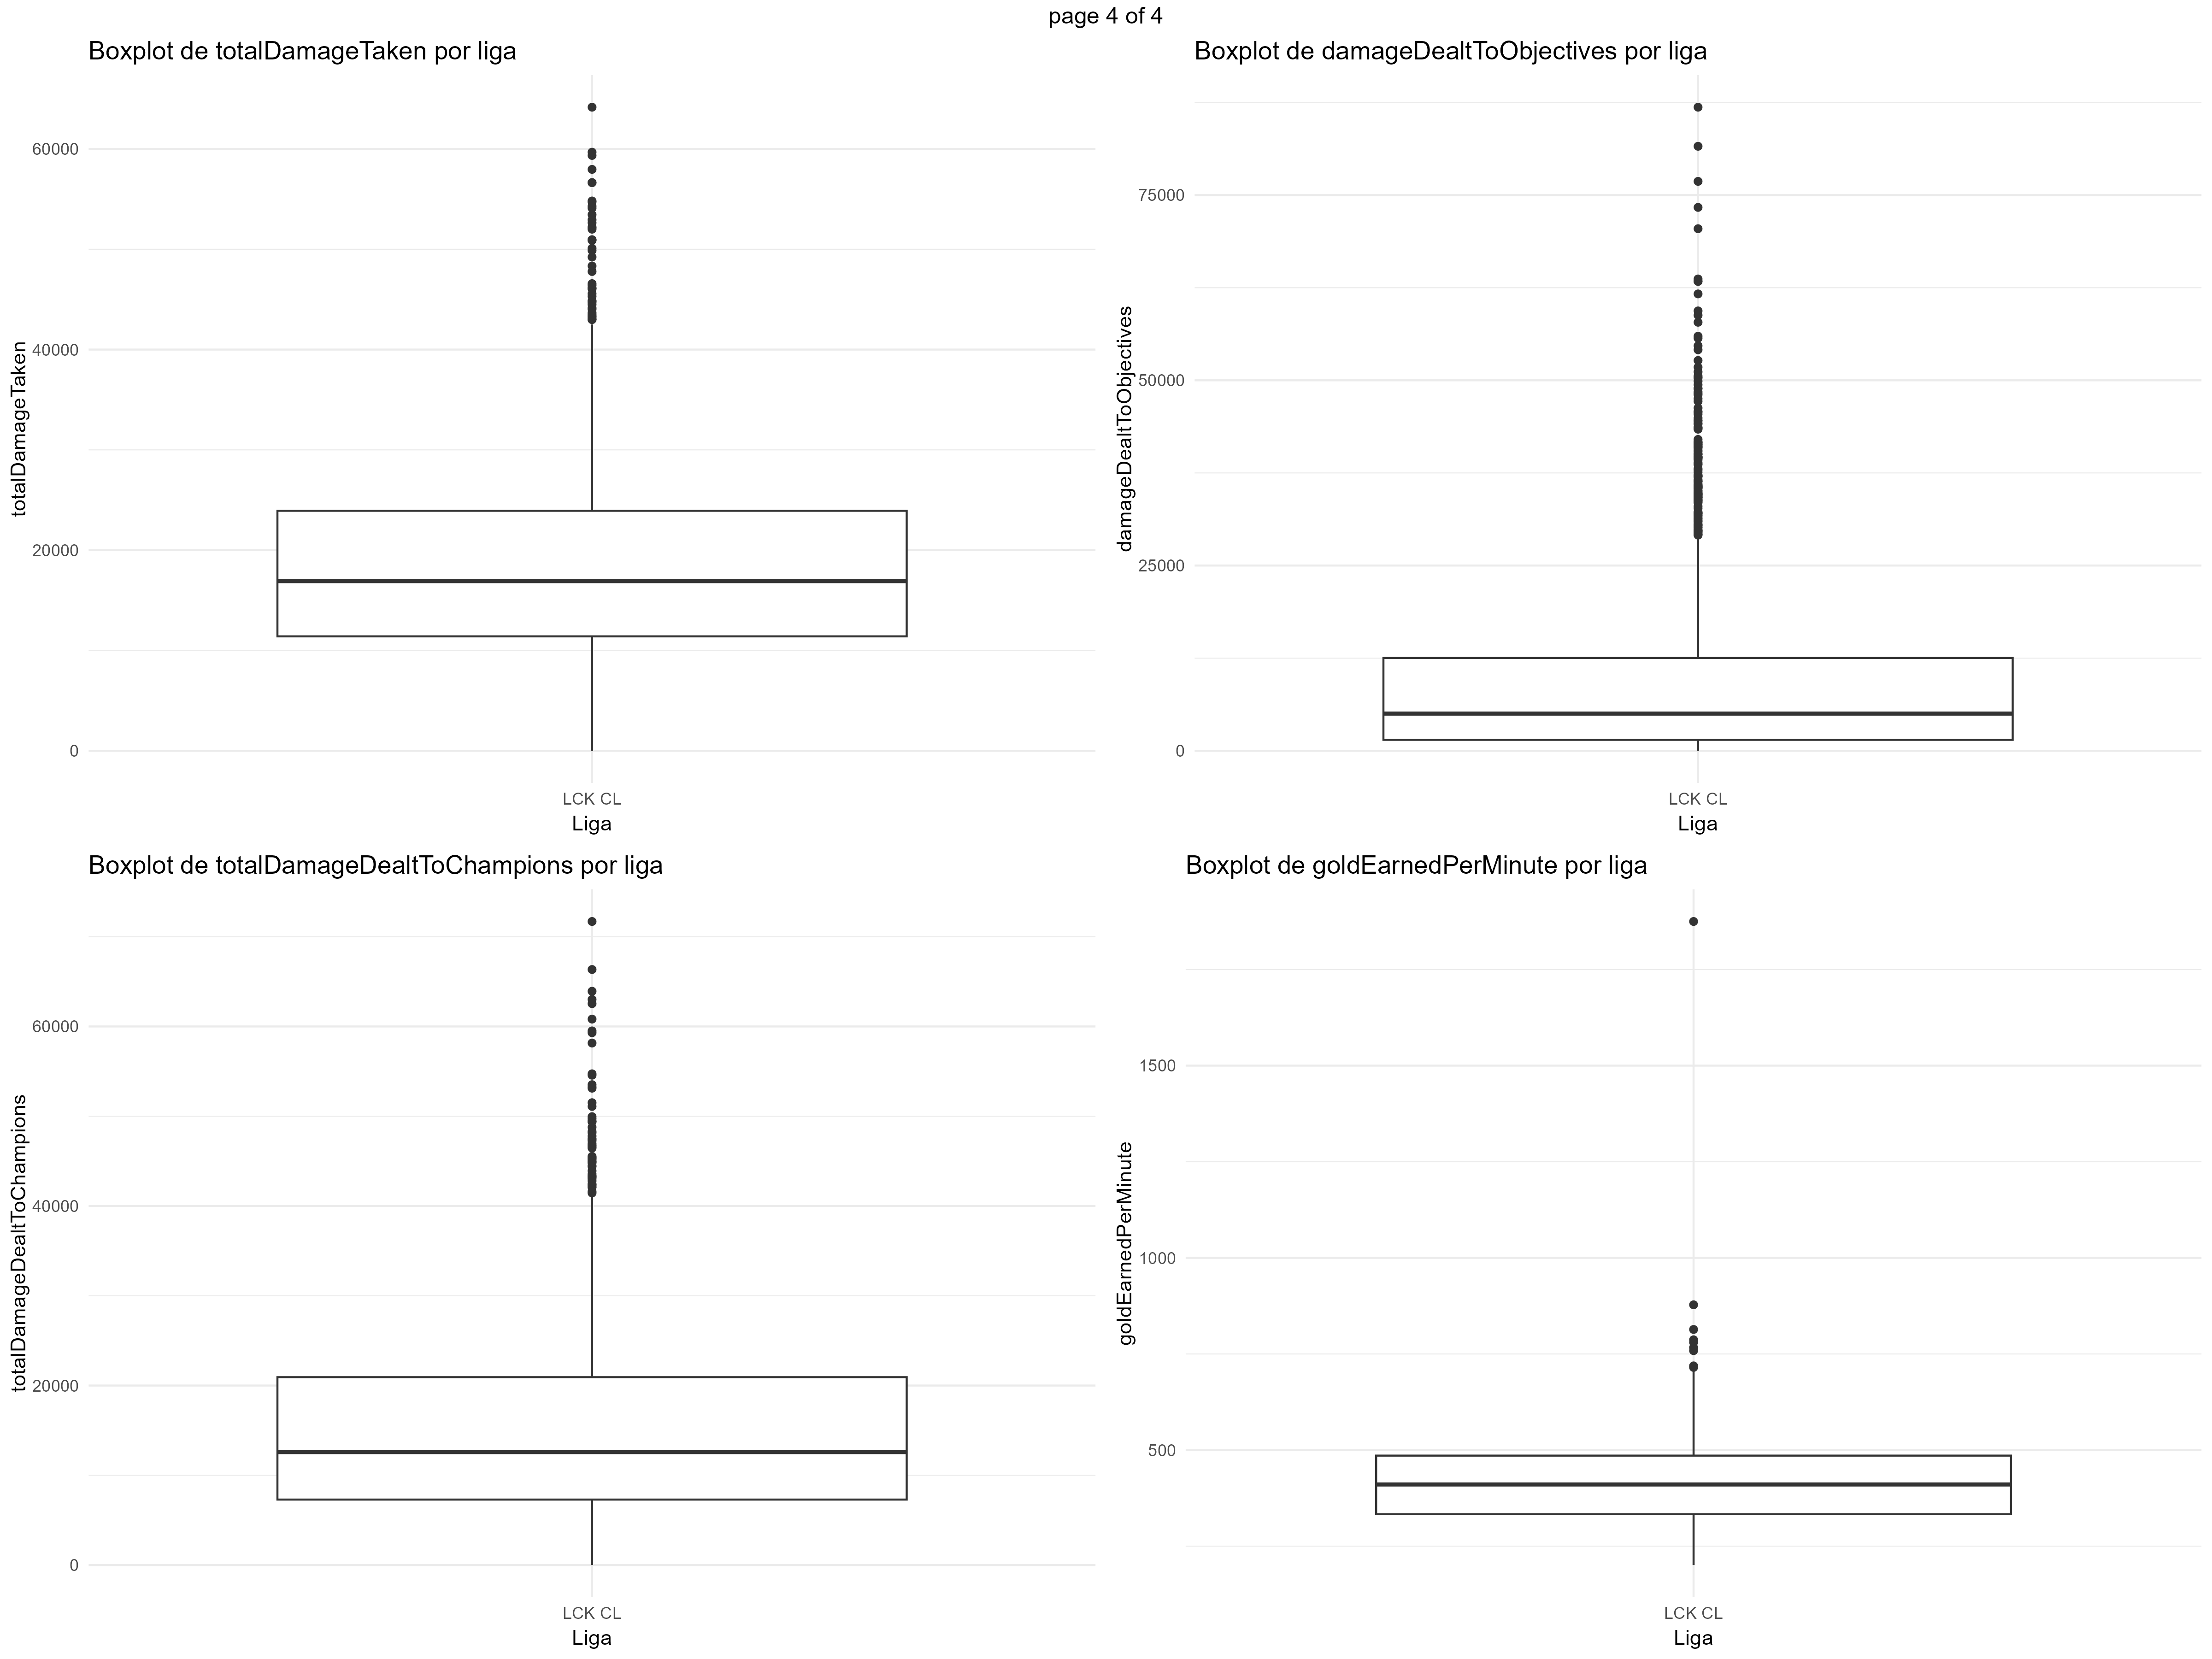 page 4 of 4
Boxplot de totalDamageTaken por liga
totalDamageTaken
60000
40000
20000
0
LCK CL
Liga
Boxplot de damageDealtToObjectives por liga
damageDealtToObjectives
75000
50000
25000
0
LCK CL
Liga
Boxplot de totalDamageDealtToChampions por liga
totalDamageDealtToChampions
60000
40000
20000
0
LCK CL
Liga
Boxplot de goldEarnedPerMinute por liga
goldEarnedPerMinute
1500
1000
500
LCK CL
Liga